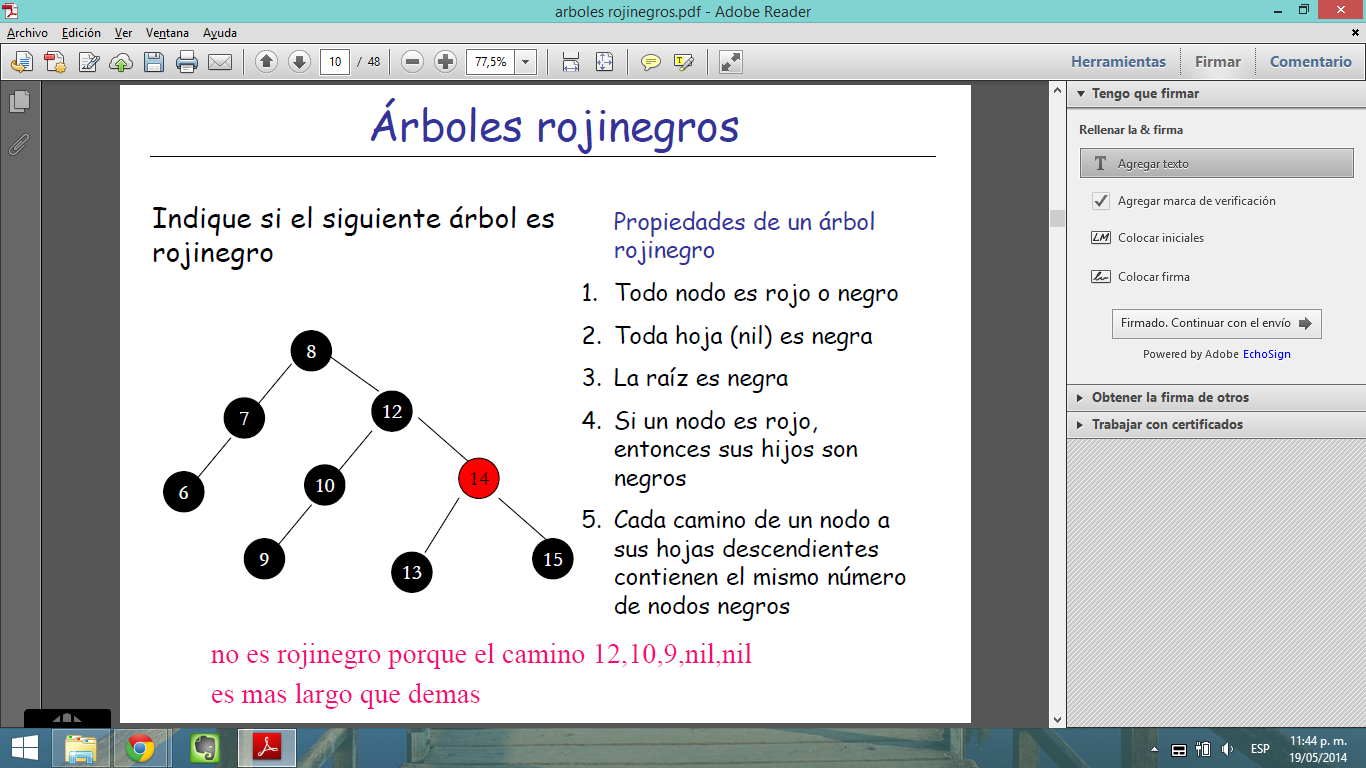 arboles rojinegros.pdf - Adobe Reader
Archivo Edición Ver Ventana Ayuda
10 / 48 77,5% Herramientas Firmar Comentario
Árboles rojinegros
Indique si el siguiente árbol es
rojinegro
8
7
12
6
10
14
9
13
15
Propiedades de un árbol
rojinegro
1. Todo nodo es rojo o negro
2. Toda hoja (nil) es negra
3. La raíz es negra
4. Si un nodo es rojo,
entonces sus hijos son
negros
5. Cada camino de un nodo a
sus hojas descendientes
contienen el mismo número
de nodos negros
no es rojinegro porque el camino 12,10,9,nil,nil
es mas largo que demas
Tengo que firmar
Rellenar la & firma
T Agregar texto
Agregar marca de verificación
LM Colocar iniciales
Colocar firma
Firmado. Continuar con el envío
Powered by Adobe EchoSign
Obtener la firma de otros
Trabajar con certificados
ESP
11:44 p. m.
19/05/2014